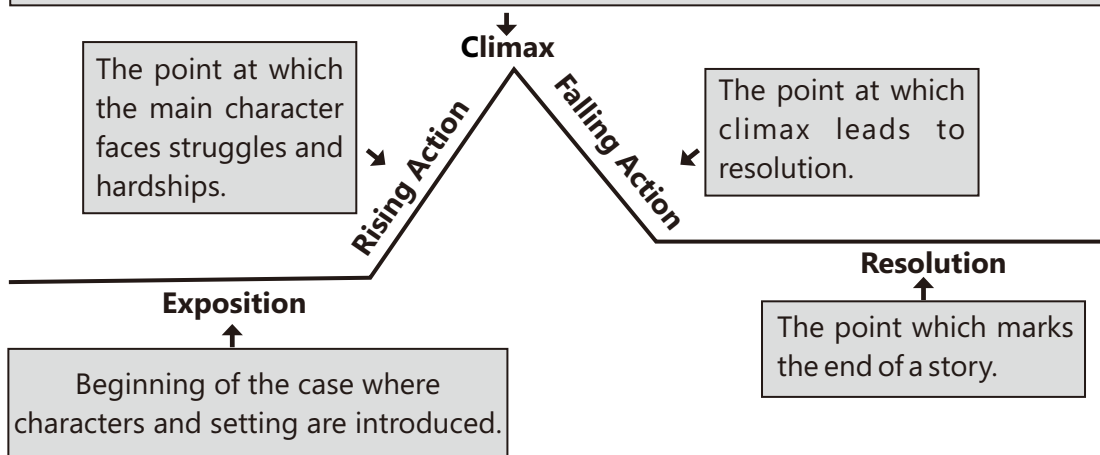 Climax
The point at which
the main character
faces struggles and
hardships.
Rising Action
Falling Action
The point at which
climax leads to
resolution.
Exposition
Resolution
Beginning of the case where
characters and setting are introduced.
The point which marks
the end of a story.